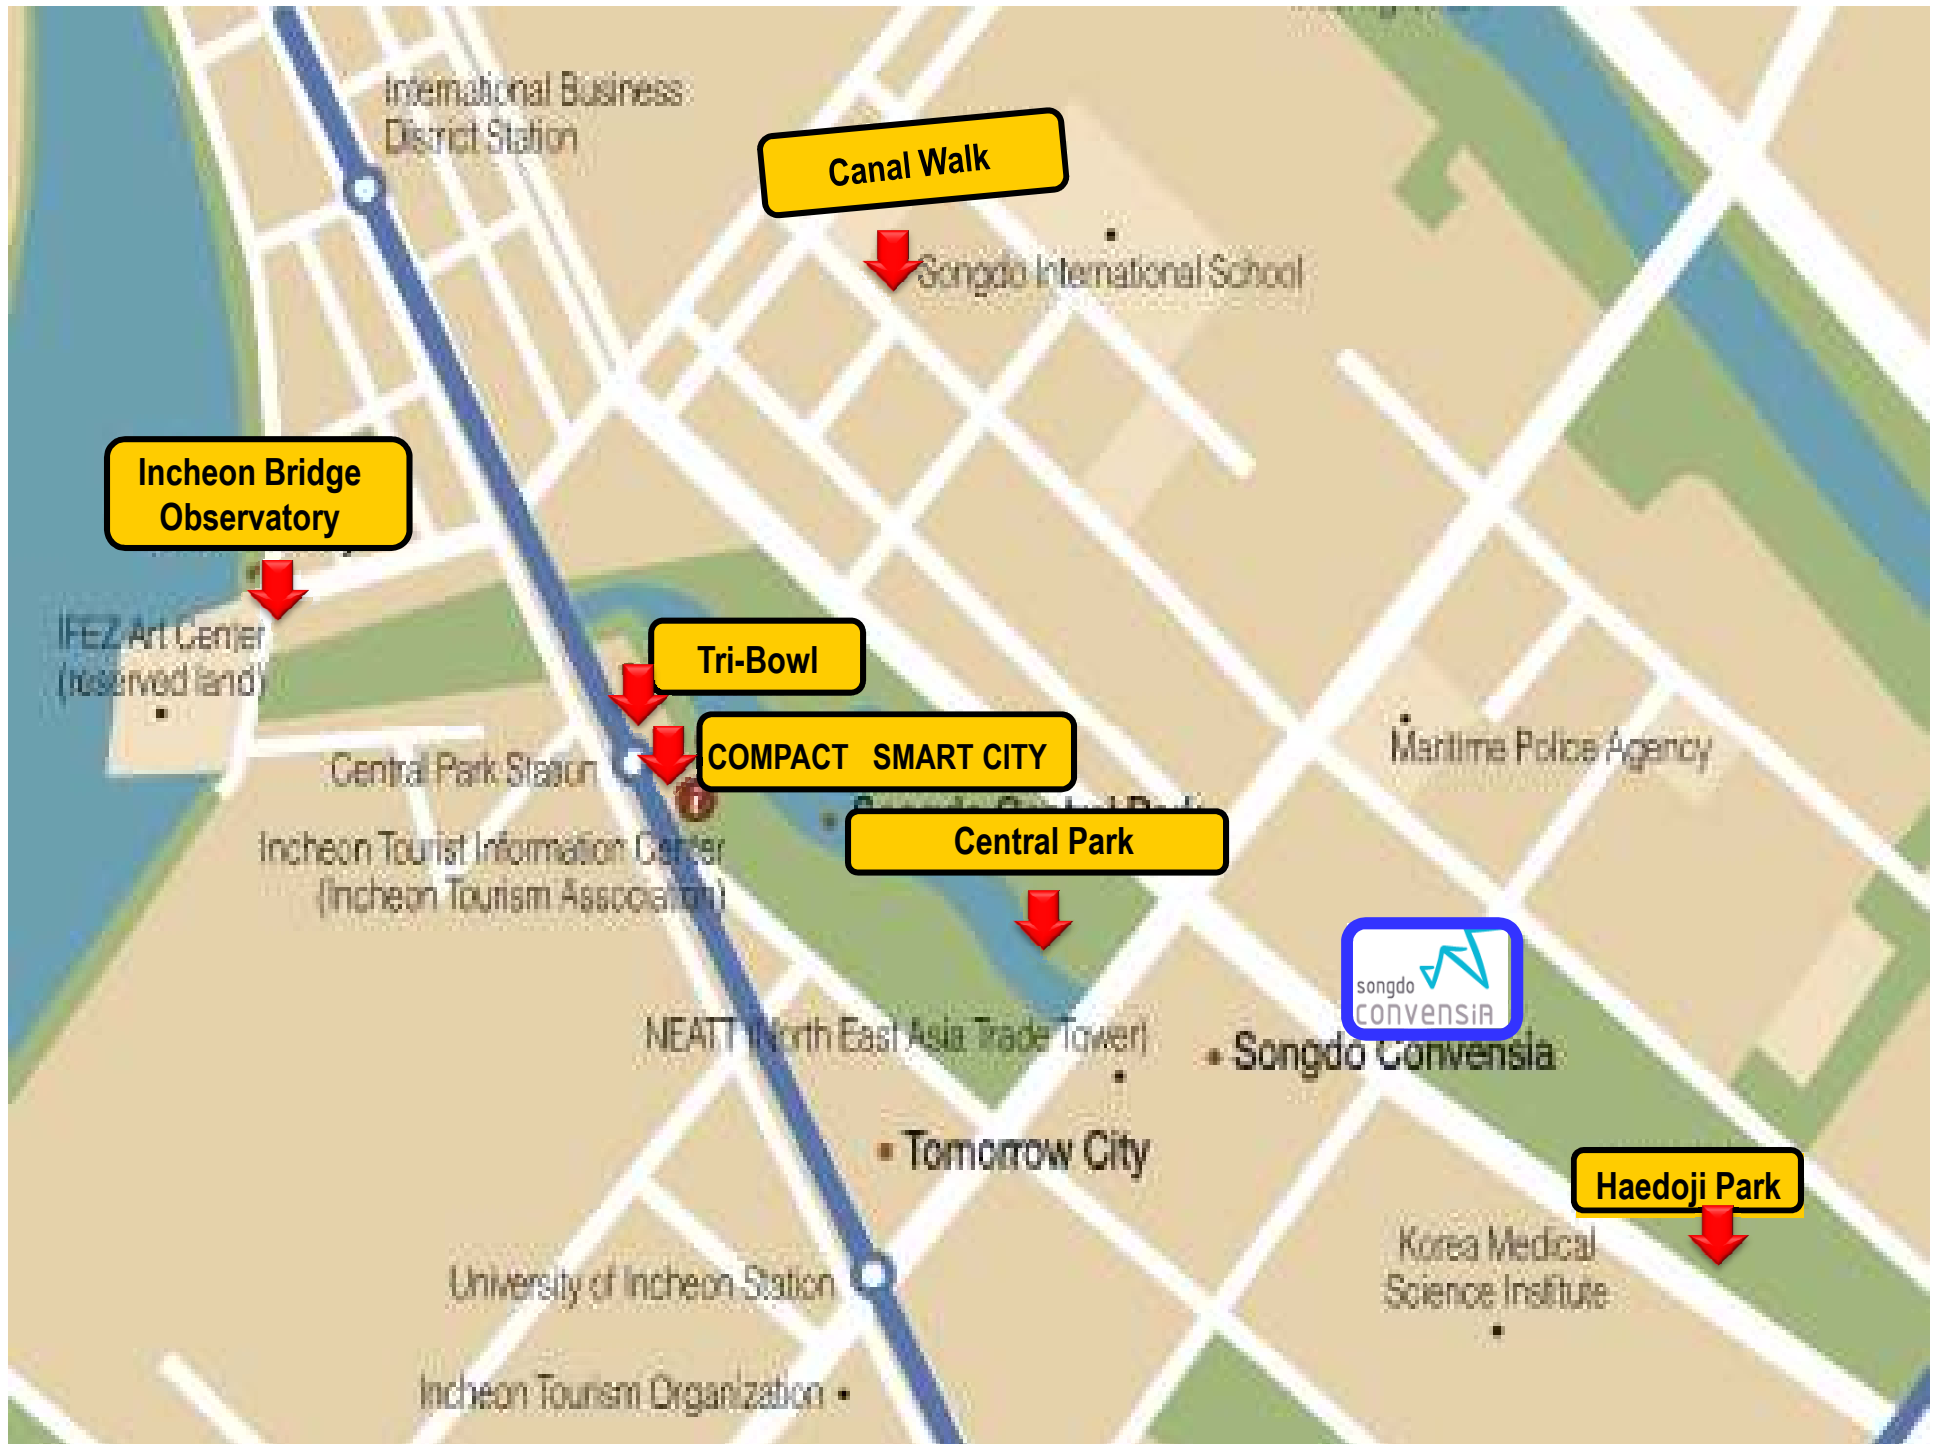 International Business
District Station
Canal Walk
Songdo International School
Incheon Bridge
Observatory
IFEZ Art Center
(reserved land)
Tri-Bowl
COMPACT SMART CITY
Central Park Station
Maritime Police Agency
Songdo Central Park
Central Park
Incheon Tourist Information Center
(Incheon Tourism Association)
songdo
convensia
NEATT (North East Asia Trade Tower)
Songdo Convensia
Tomorrow City
Haedoji Park
Korea Medical
Science Institute
University of Incheon Station
Incheon Tourism Organization